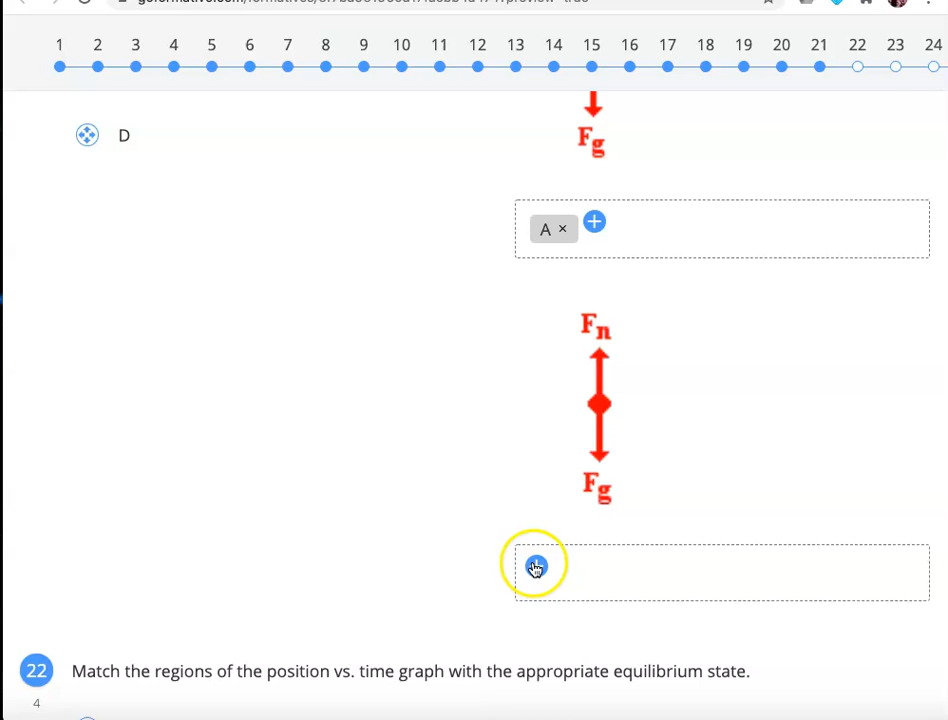 1 2 3 4 5 6 7 8 9 10 11 12 13 14 15 16 17 18 19 20 21 22 23 24
D
Fg
A ×
Fn
Fg
22 Match the regions of the position vs. time graph with the appropriate equilibrium state.
4